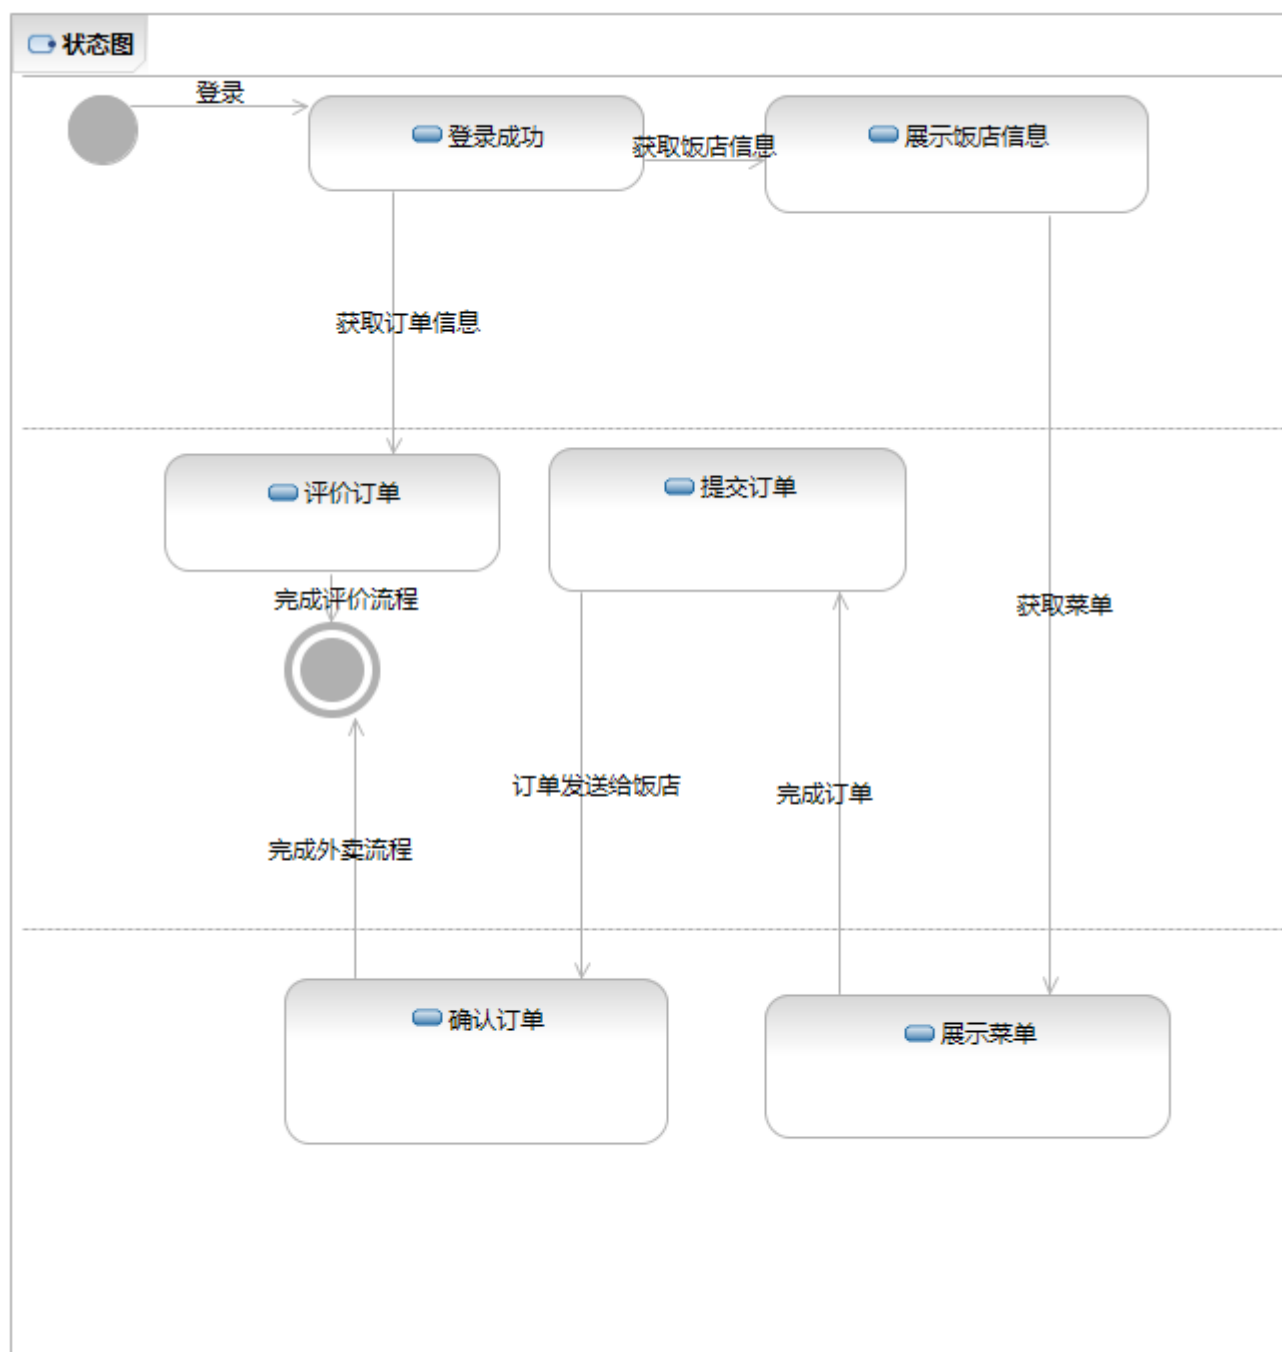 状态图
登录
登录成功
获取饭店信息
展示饭店信息
获取订单信息
评价订单
提交订单
完成评价流程
获取菜单
订单发送给饭店
完成订单
完成外卖流程
确认订单
展示菜单